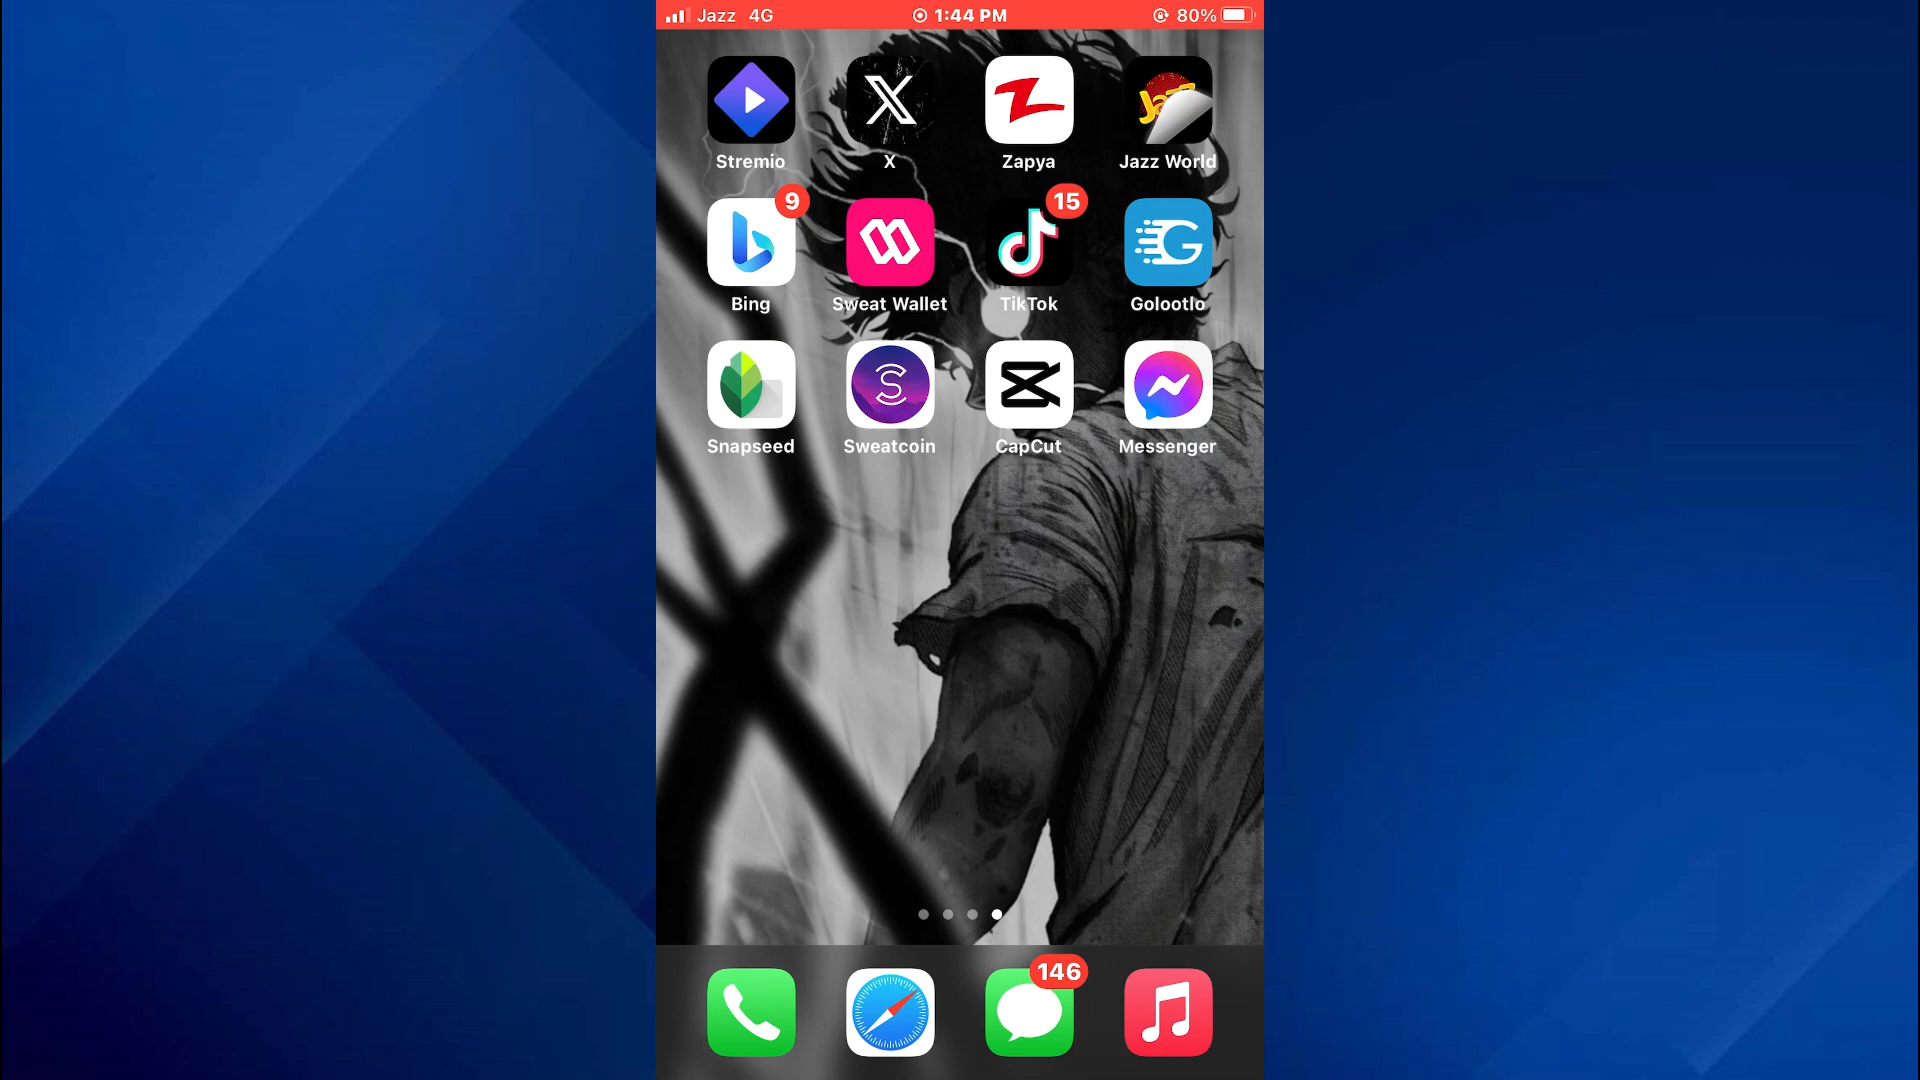 Jazz 4G 1:44 PM 80%
Jazz
Stremio X Zapya Jazz World
9 15
G
Bing Sweat Wallet TikTok Golootlo
S
Snapseed Sweatcoin CapCut Messenger
146